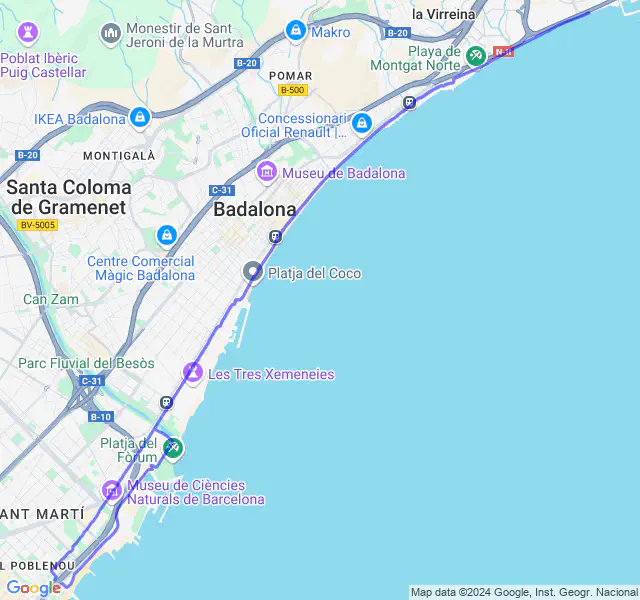 la Virreina
Monestir de Sant
Jeroni de la Murtra
Makro
B-20
Playa de
Montgat Norte
N-II
B-20
Poblat Ibèric
Puig Castellar
POMAR
B-500
IKEA Badalona
Concessionari
Oficial Renault |...
B-20
MONTIGALÀ
Museu de Badalona
Santa Coloma
de Gramenet
C-31
Badalona
BV-5005
Centre Comercial
Màgic Badalona
Platja del Coco
Can Zam
Parc Fluvial del Besòs
Les Tres Xemeneies
C-31
B-10
Platja del
Fòrum
Museu de Ciències
Naturals de Barcelona
ANT MARTÍ
L POBLENOU
Google
Map data ©2024 Google, Inst. Geogr. Nacional